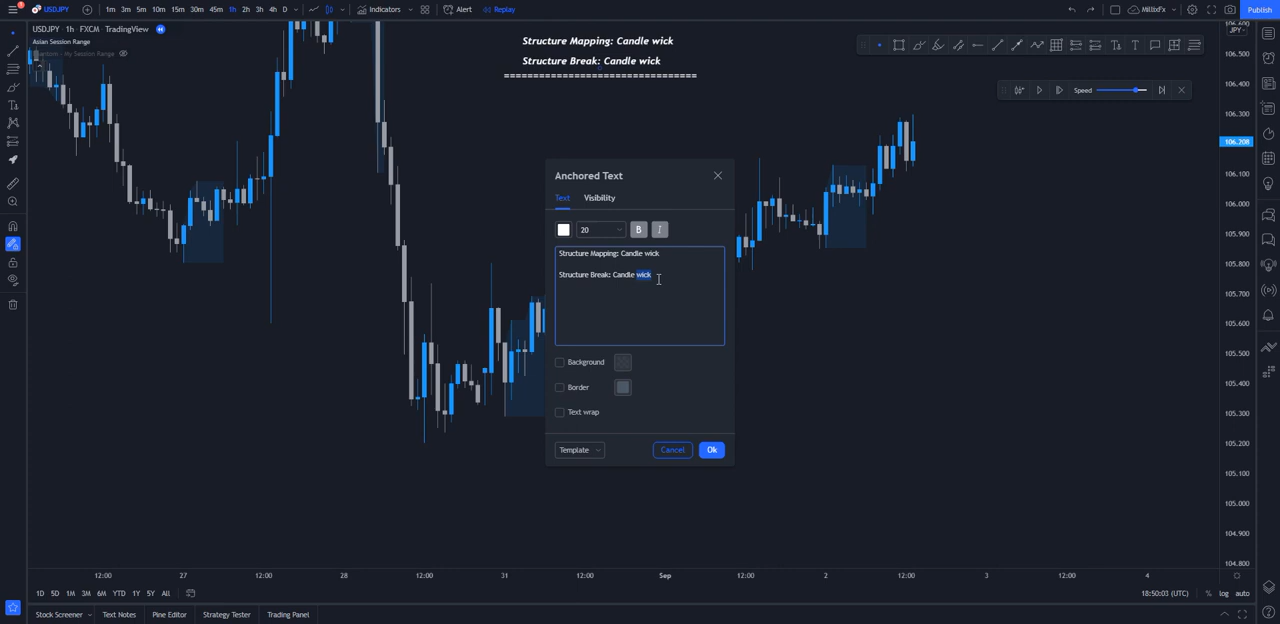 USDJPY
1m 3m 5m 10m 15m 30m 45m 1h 2h 3h 4h D
Indicators
Alert
Replay
MillxFx
Publish
USDJPY 1h FXCM TradingView
Asian Session Range
My Session Range
Structure Mapping: Candle wick
Structure Break: Candle wick
=================================
Speed
JPY
106.600
106.500
106.400
106.300
106.208
106.100
106.000
105.900
105.800
105.700
105.600
105.500
105.400
105.300
105.200
105.100
105.000
104.900
104.800
Anchored Text
Text Visibility
20 B I
Structure Mapping: Candle wick
Structure Break: Candle wick
Background
Border
Text wrap
Template Cancel Ok
12:00 27 12:00 28 12:00 31 12:00 Sep 12:00 2 12:00 3 12:00 4
1D 5D 1M 3M 6M YTD 1Y 5Y All
18:50:03 (UTC) % log auto
Stock Screener Text Notes Pine Editor Strategy Tester Trading Panel